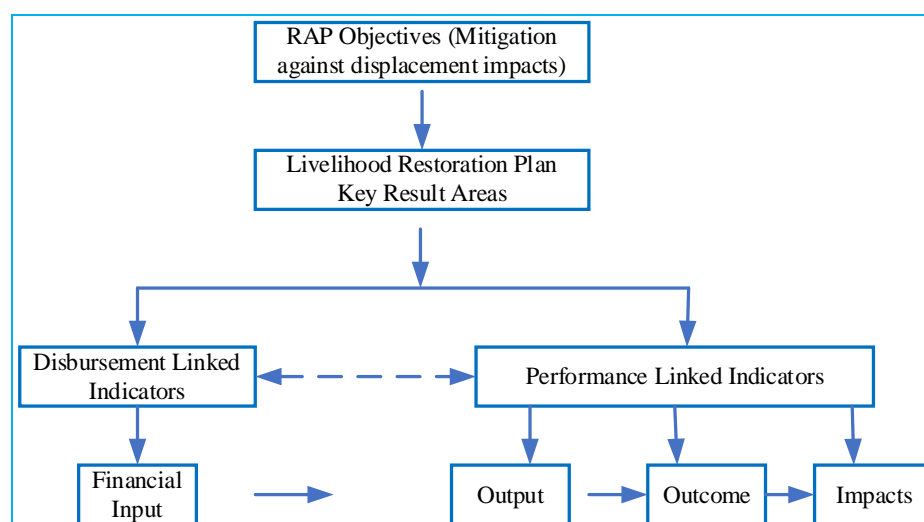 RAP Objectives (Mitigation
against displacement impacts)
Livelihood Restoration Plan
Key Result Areas
Disbursement Linked
Indicators
Performance Linked Indicators
Financial
Input
Output
Outcome
Impacts